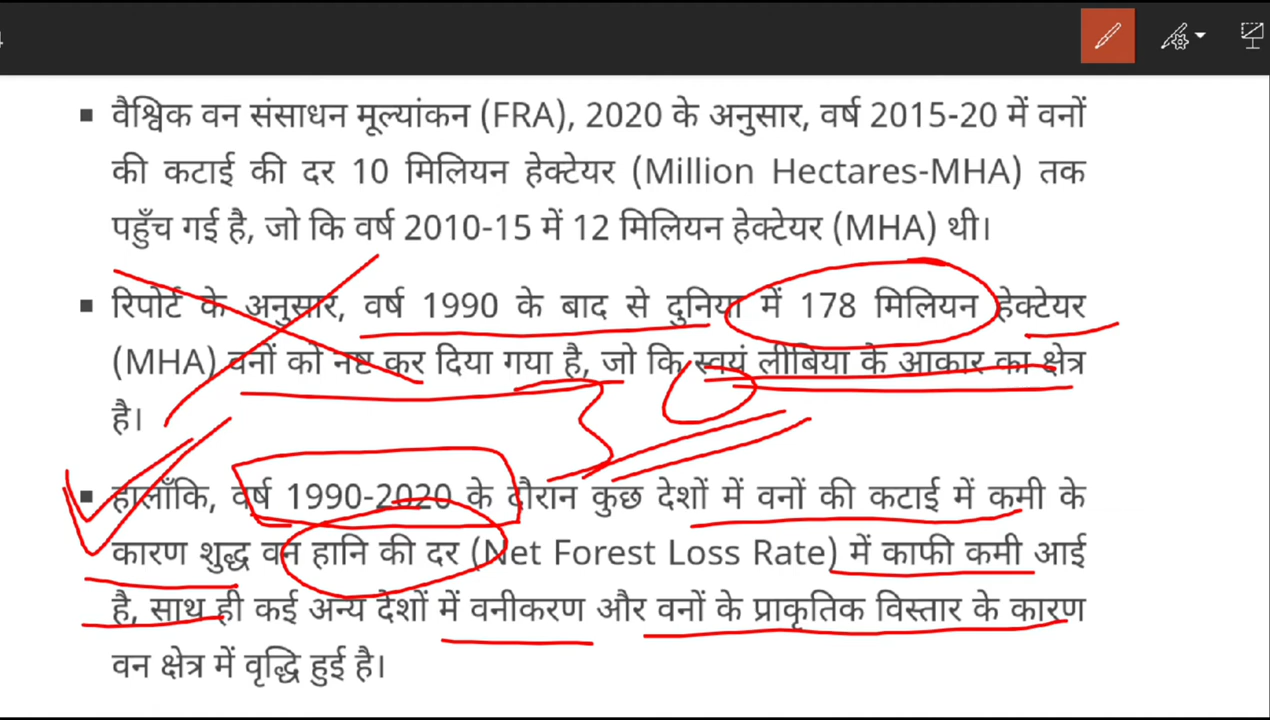 ▪ वैश्विक वन संसाधन मूल्यांकन (FRA), 2020 के अनुसार, वर्ष 2015-20 में वनों
की कटाई की दर 10 मिलियन हेक्टेयर (Million Hectares-MHA) तक
पहुँच गई है, जो कि वर्ष 2010-15 में 12 मिलियन हेक्टेयर (MHA) थी।
▪ रिपोर्ट के अनुसार, वर्ष 1990 के बाद से दुनिया में 178 मिलियन हेक्टेयर
(MHA) वनों को नष्ट कर दिया गया है, जो कि स्वयं लीबिया के आकार का क्षेत्र
है।
▪ हालाँकि, वर्ष 1990-2020 के दौरान कुछ देशों में वनों की कटाई में कमी के
कारण शुद्ध वन हानि की दर (Net Forest Loss Rate) में काफी कमी आई
है, साथ ही कई अन्य देशों में वनीकरण और वनों के प्राकृतिक विस्तार के कारण
वन क्षेत्र में वृद्धि हुई है।